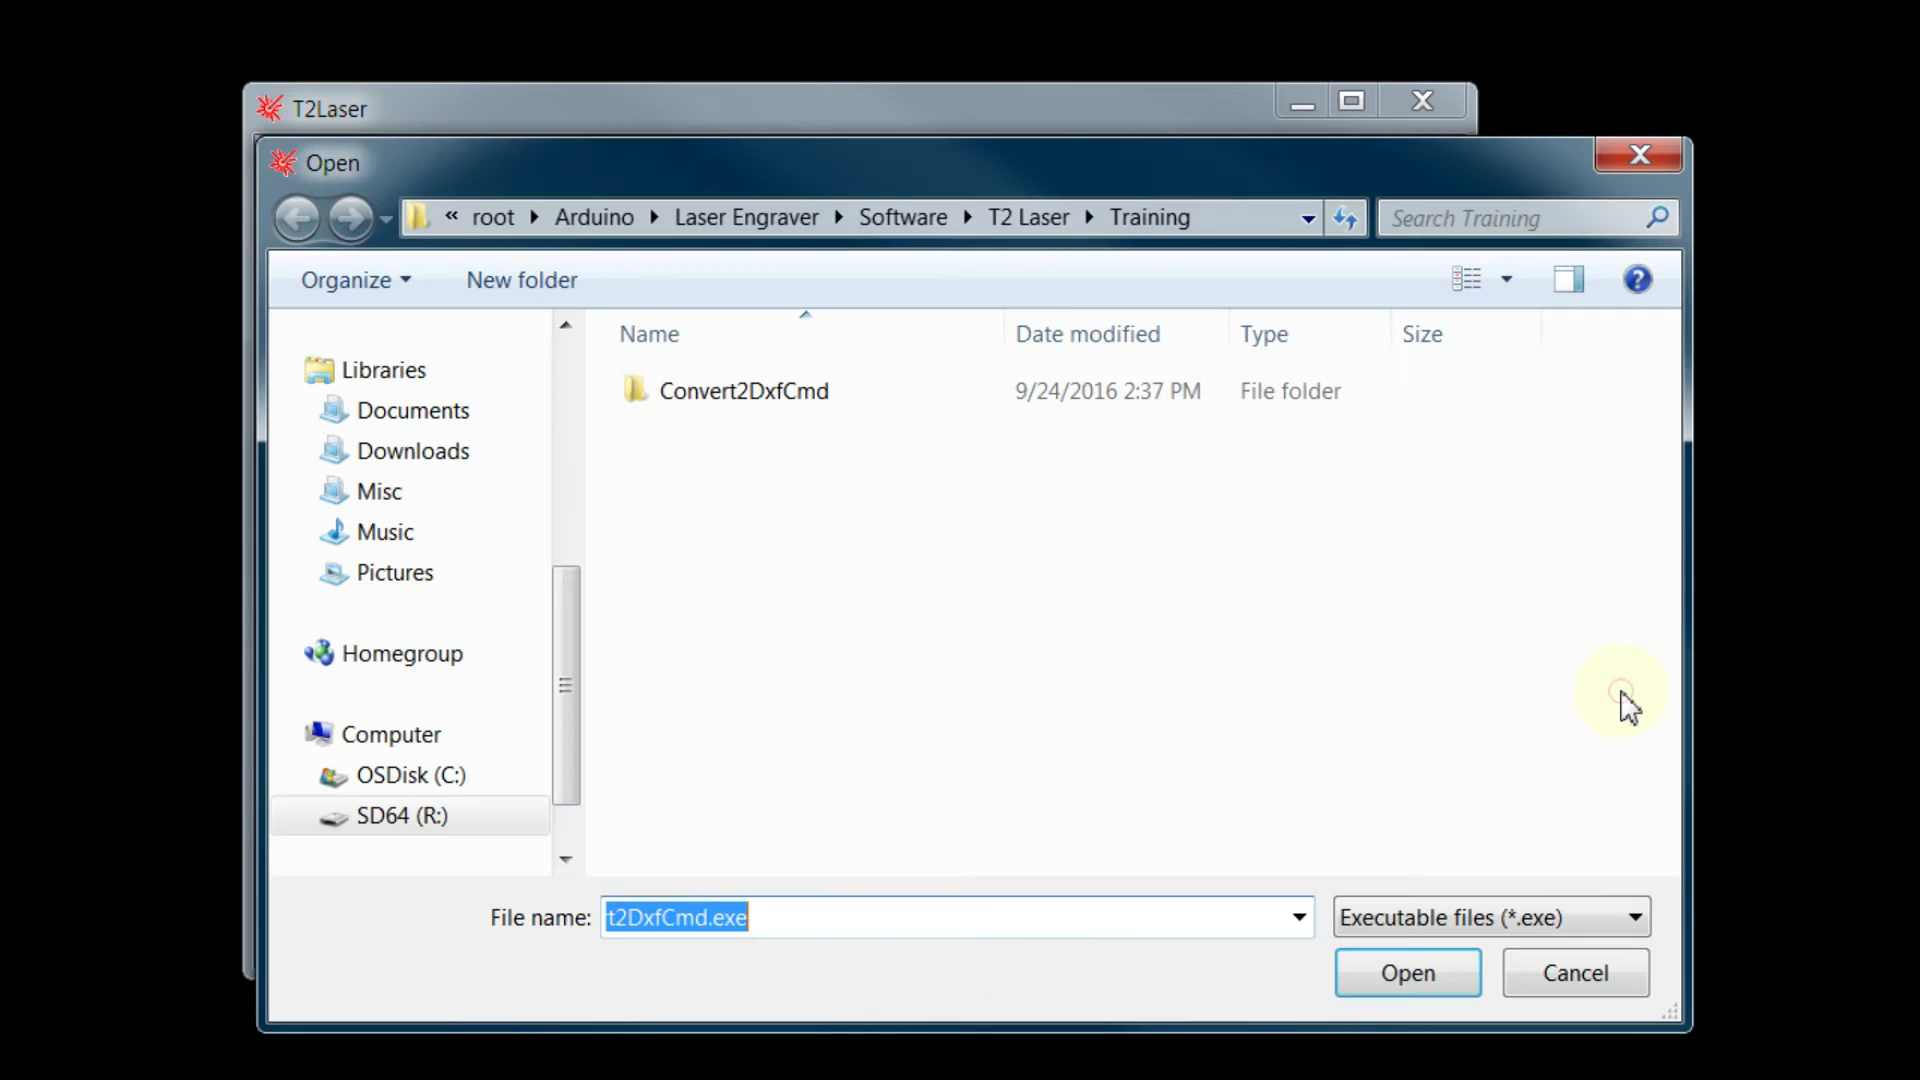 T2Laser
Open
« root Arduino Laser Engraver Software T2 Laser Training
Search Training
Organize New folder
Name Date modified Type Size
Convert2DxfCmd 9/24/2016 2:37 PM File folder
Libraries
Documents
Downloads
Misc
Music
Pictures
Homegroup
Computer
OSDisk (C:)
SD64 (R:)
File name: t2DxfCmd.exe Executable files (*.exe)
Open Cancel